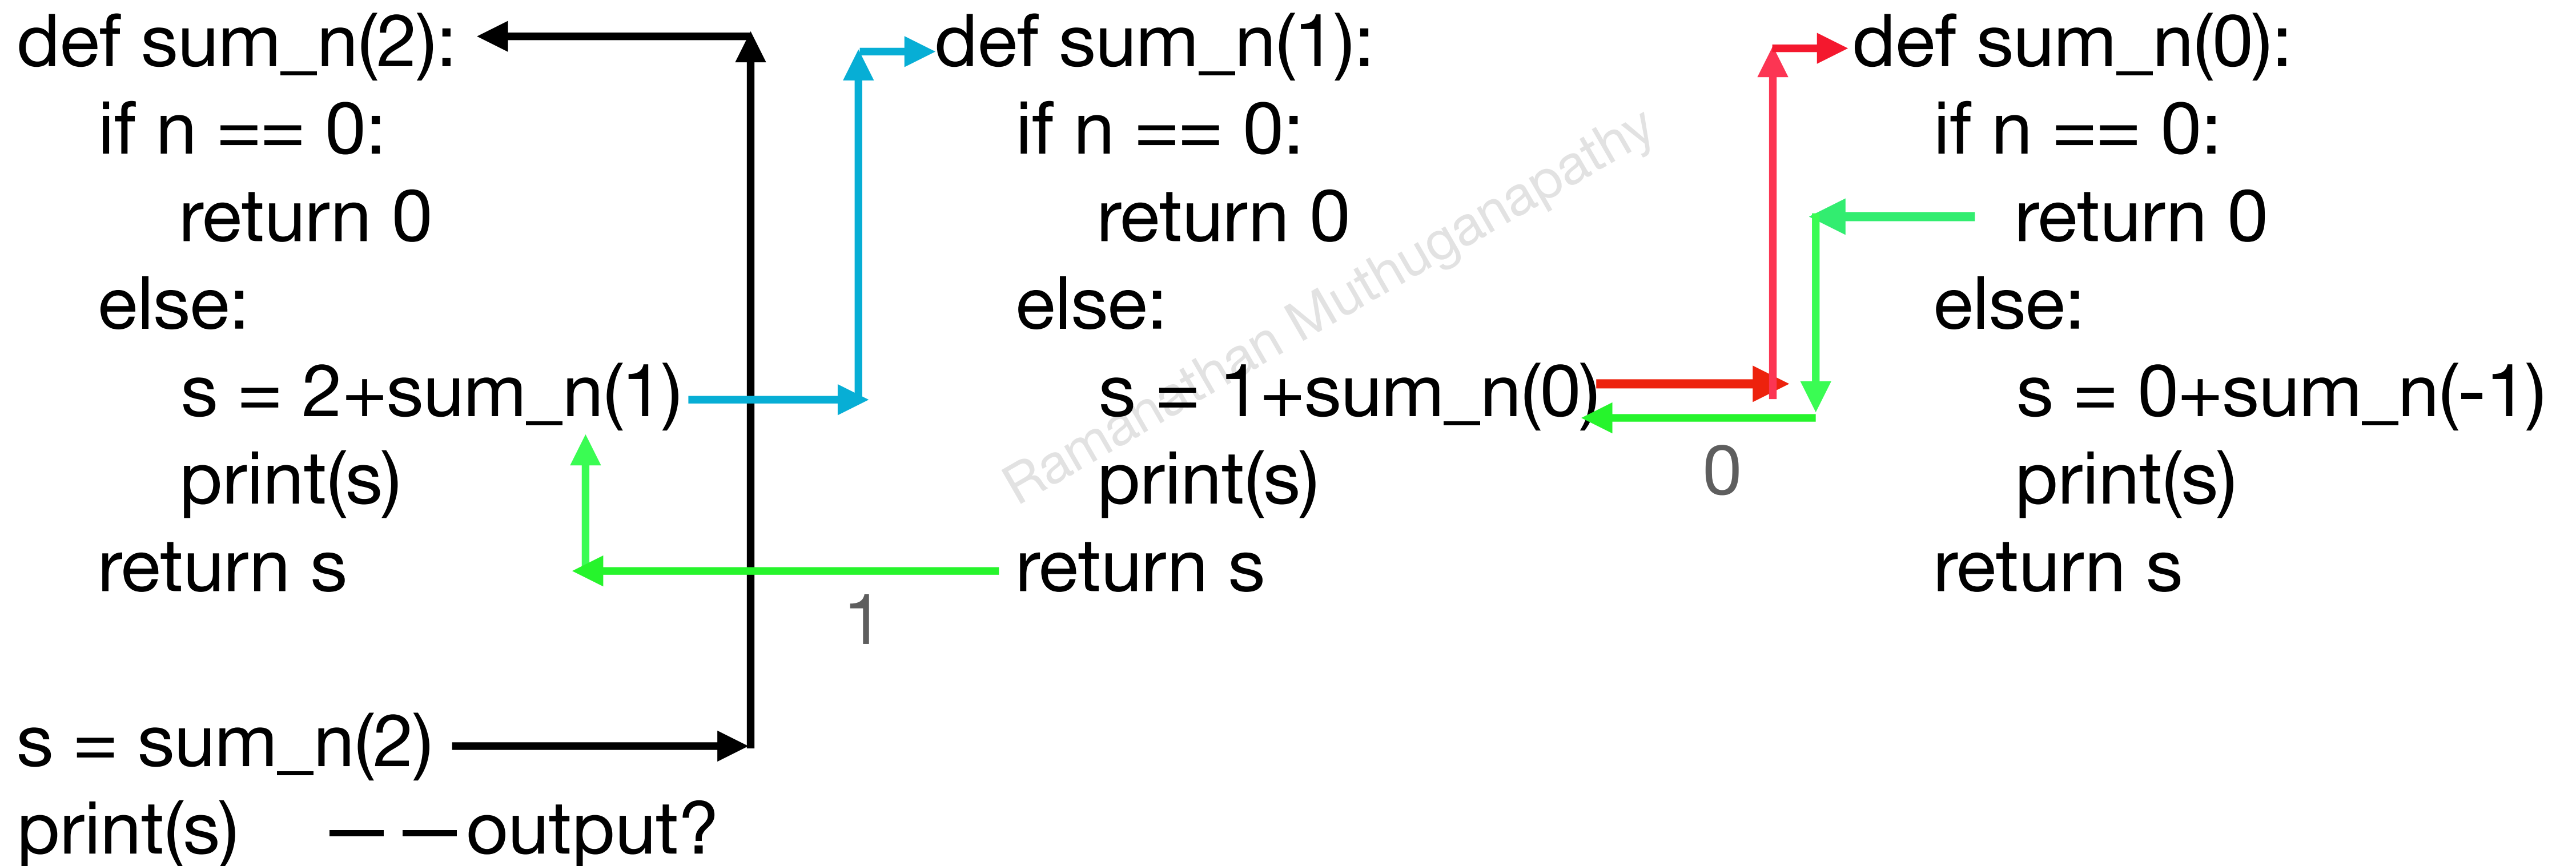 def sum_n(2):
if n == 0:
return 0
else:
s = 2+sum_n(1)
print(s)
return s
1
s = sum_n(2)
print(s) — —output?
def sum_n(1):
if n == 0:
return 0
else:
s = 1+sum_n(0)
print(s)
return s
0
def sum_n(0):
if n == 0:
return 0
else:
s = 0+sum_n(-1)
print(s)
return s
Ramanathan Muthuganapathy